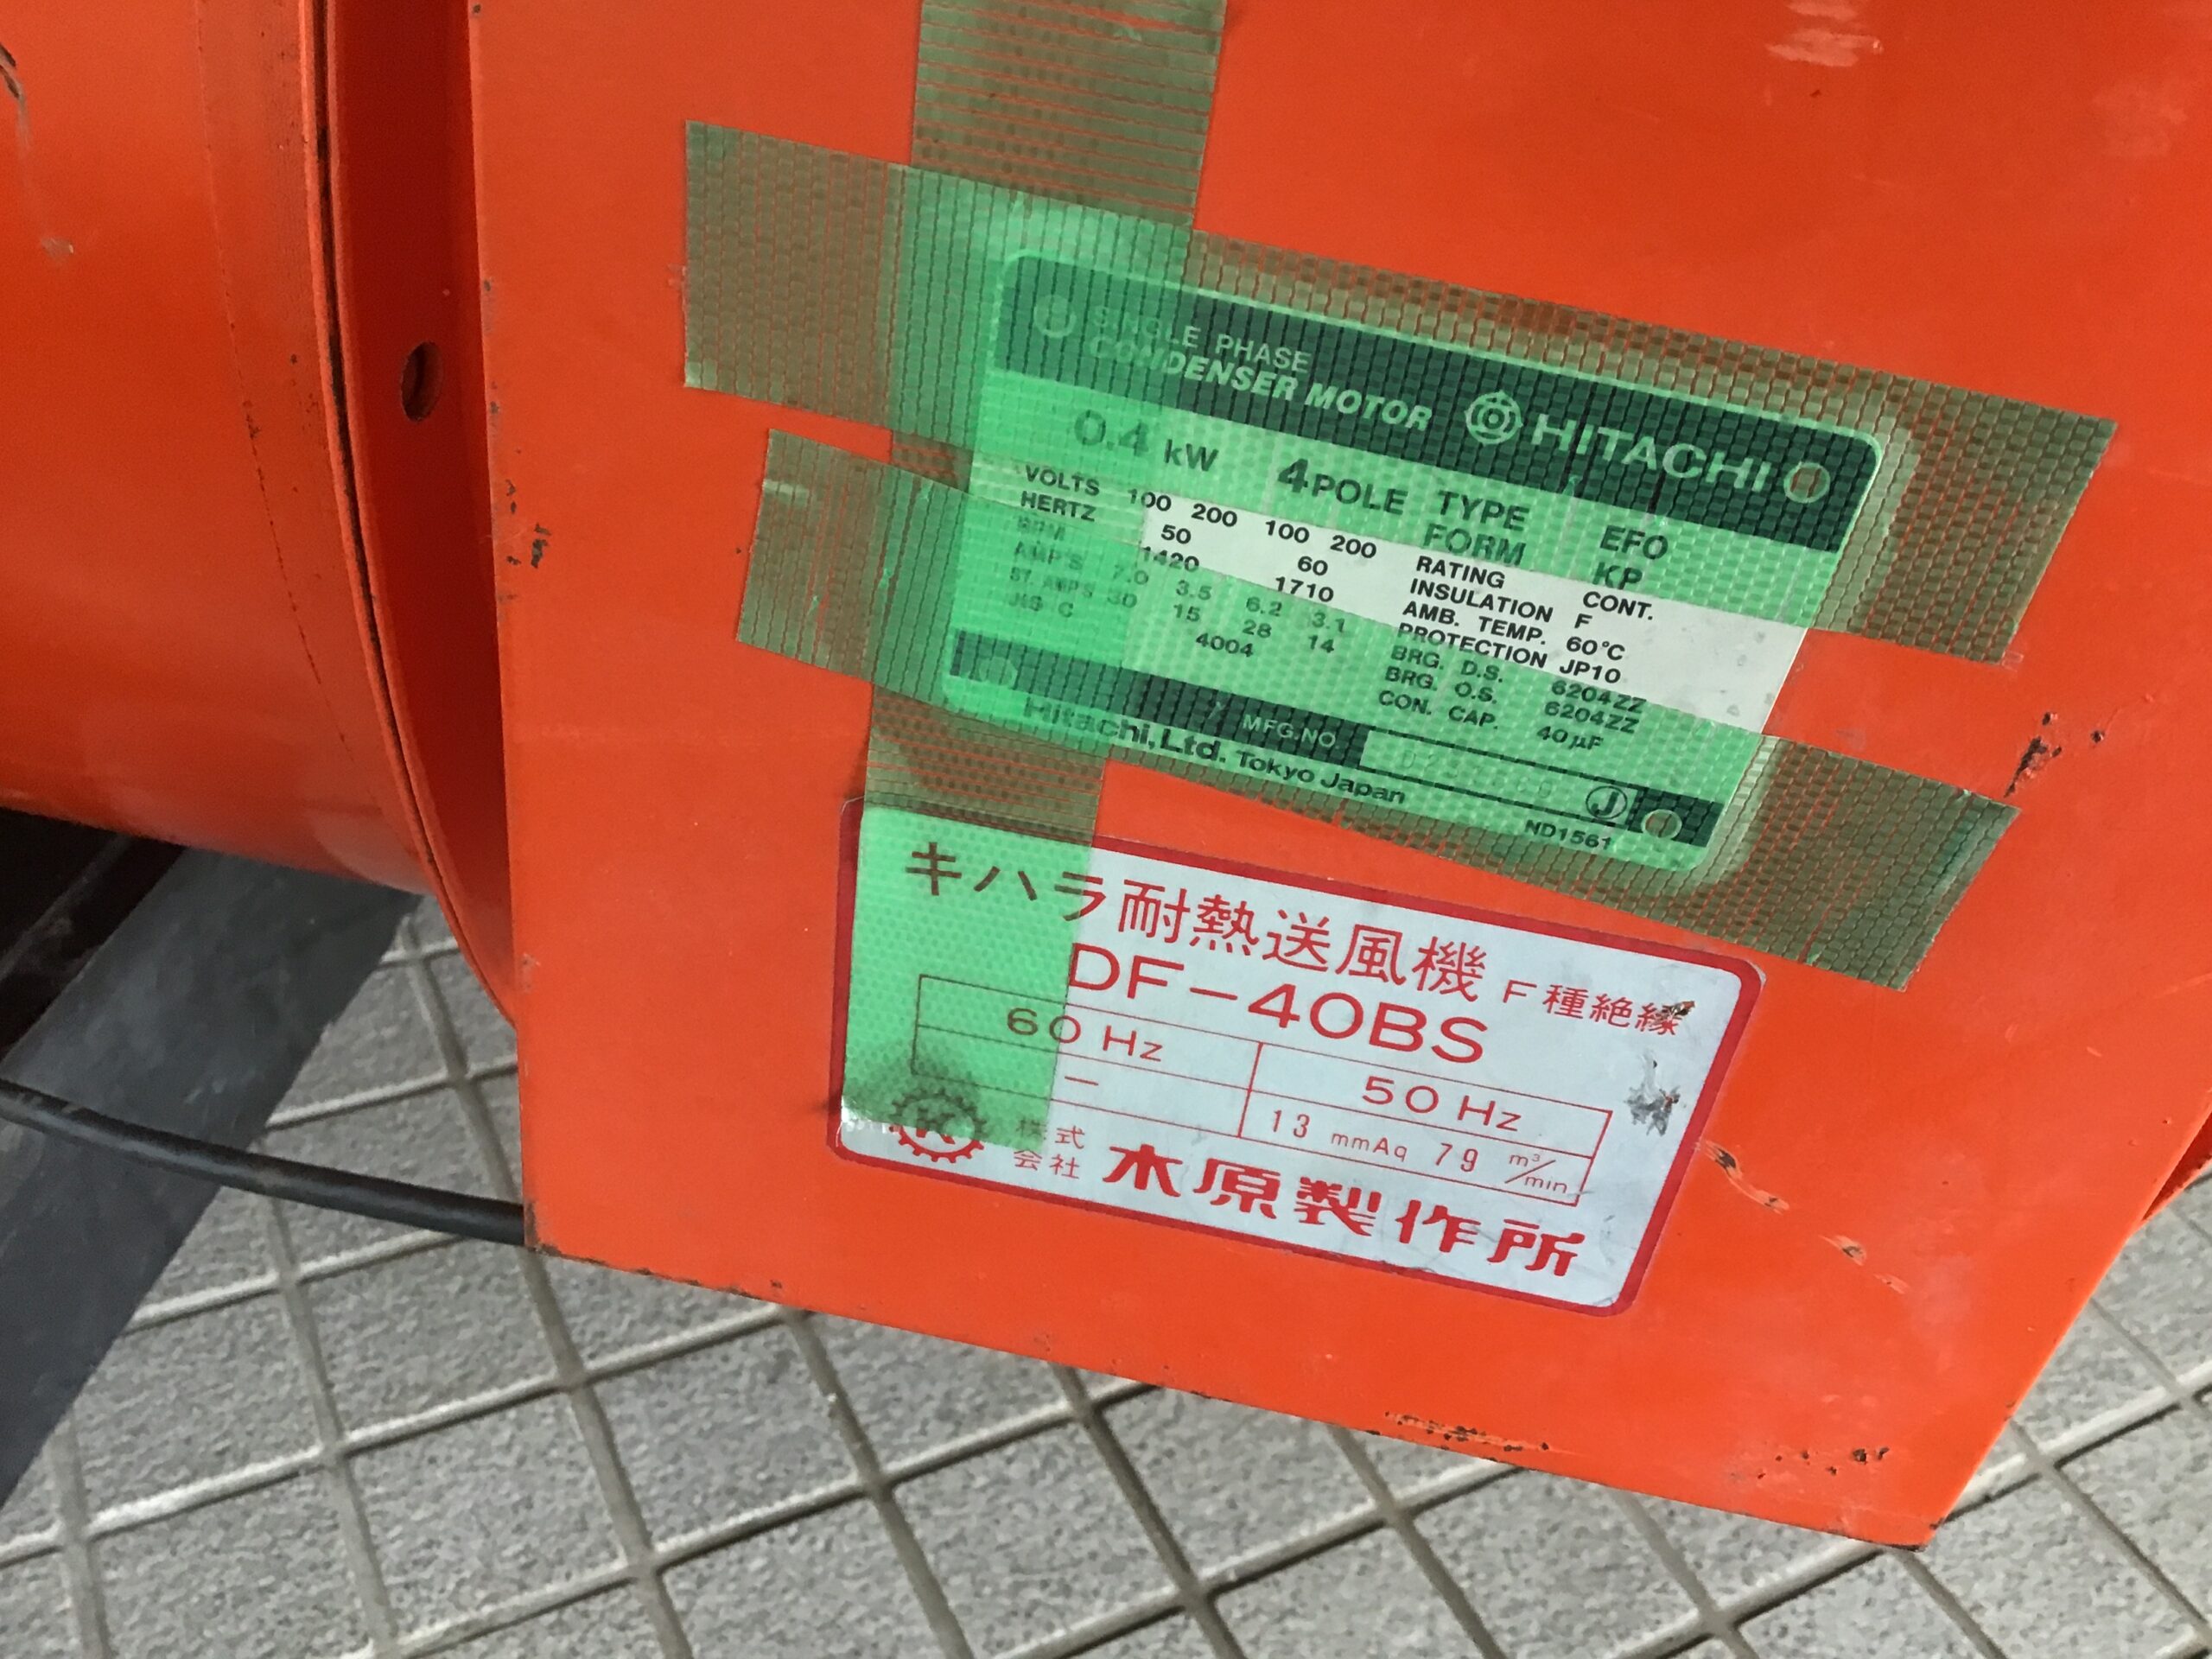 SINGLE PHASE
CONDENSER MOTOR HITACHI
0.4 kW 4POLE TYPE EFO
FORM KP
VOLTS 100 200 100 200 RATING CONT.
HERTZ 50 60 INSULATION F
RPM 1420 1710 AMB. TEMP. 60°C
AMP'S 7.0 3.5 6.2 3.1 PROTECTION JP10
ST. AMP'S 30 15 28 14 BRG. D.S. 6204ZZ
JIS C 4004 BRG. O.S. 6204ZZ
CON. CAP. 40μF
MFG.NO.
J
Hitachi, Ltd. Tokyo Japan
ND1561
キハラ耐熱送風機 F種絶縁
DF-40BS
60 Hz 50 Hz
— 13 mmAq 79 m³/min
K 株式会社 木原製作所